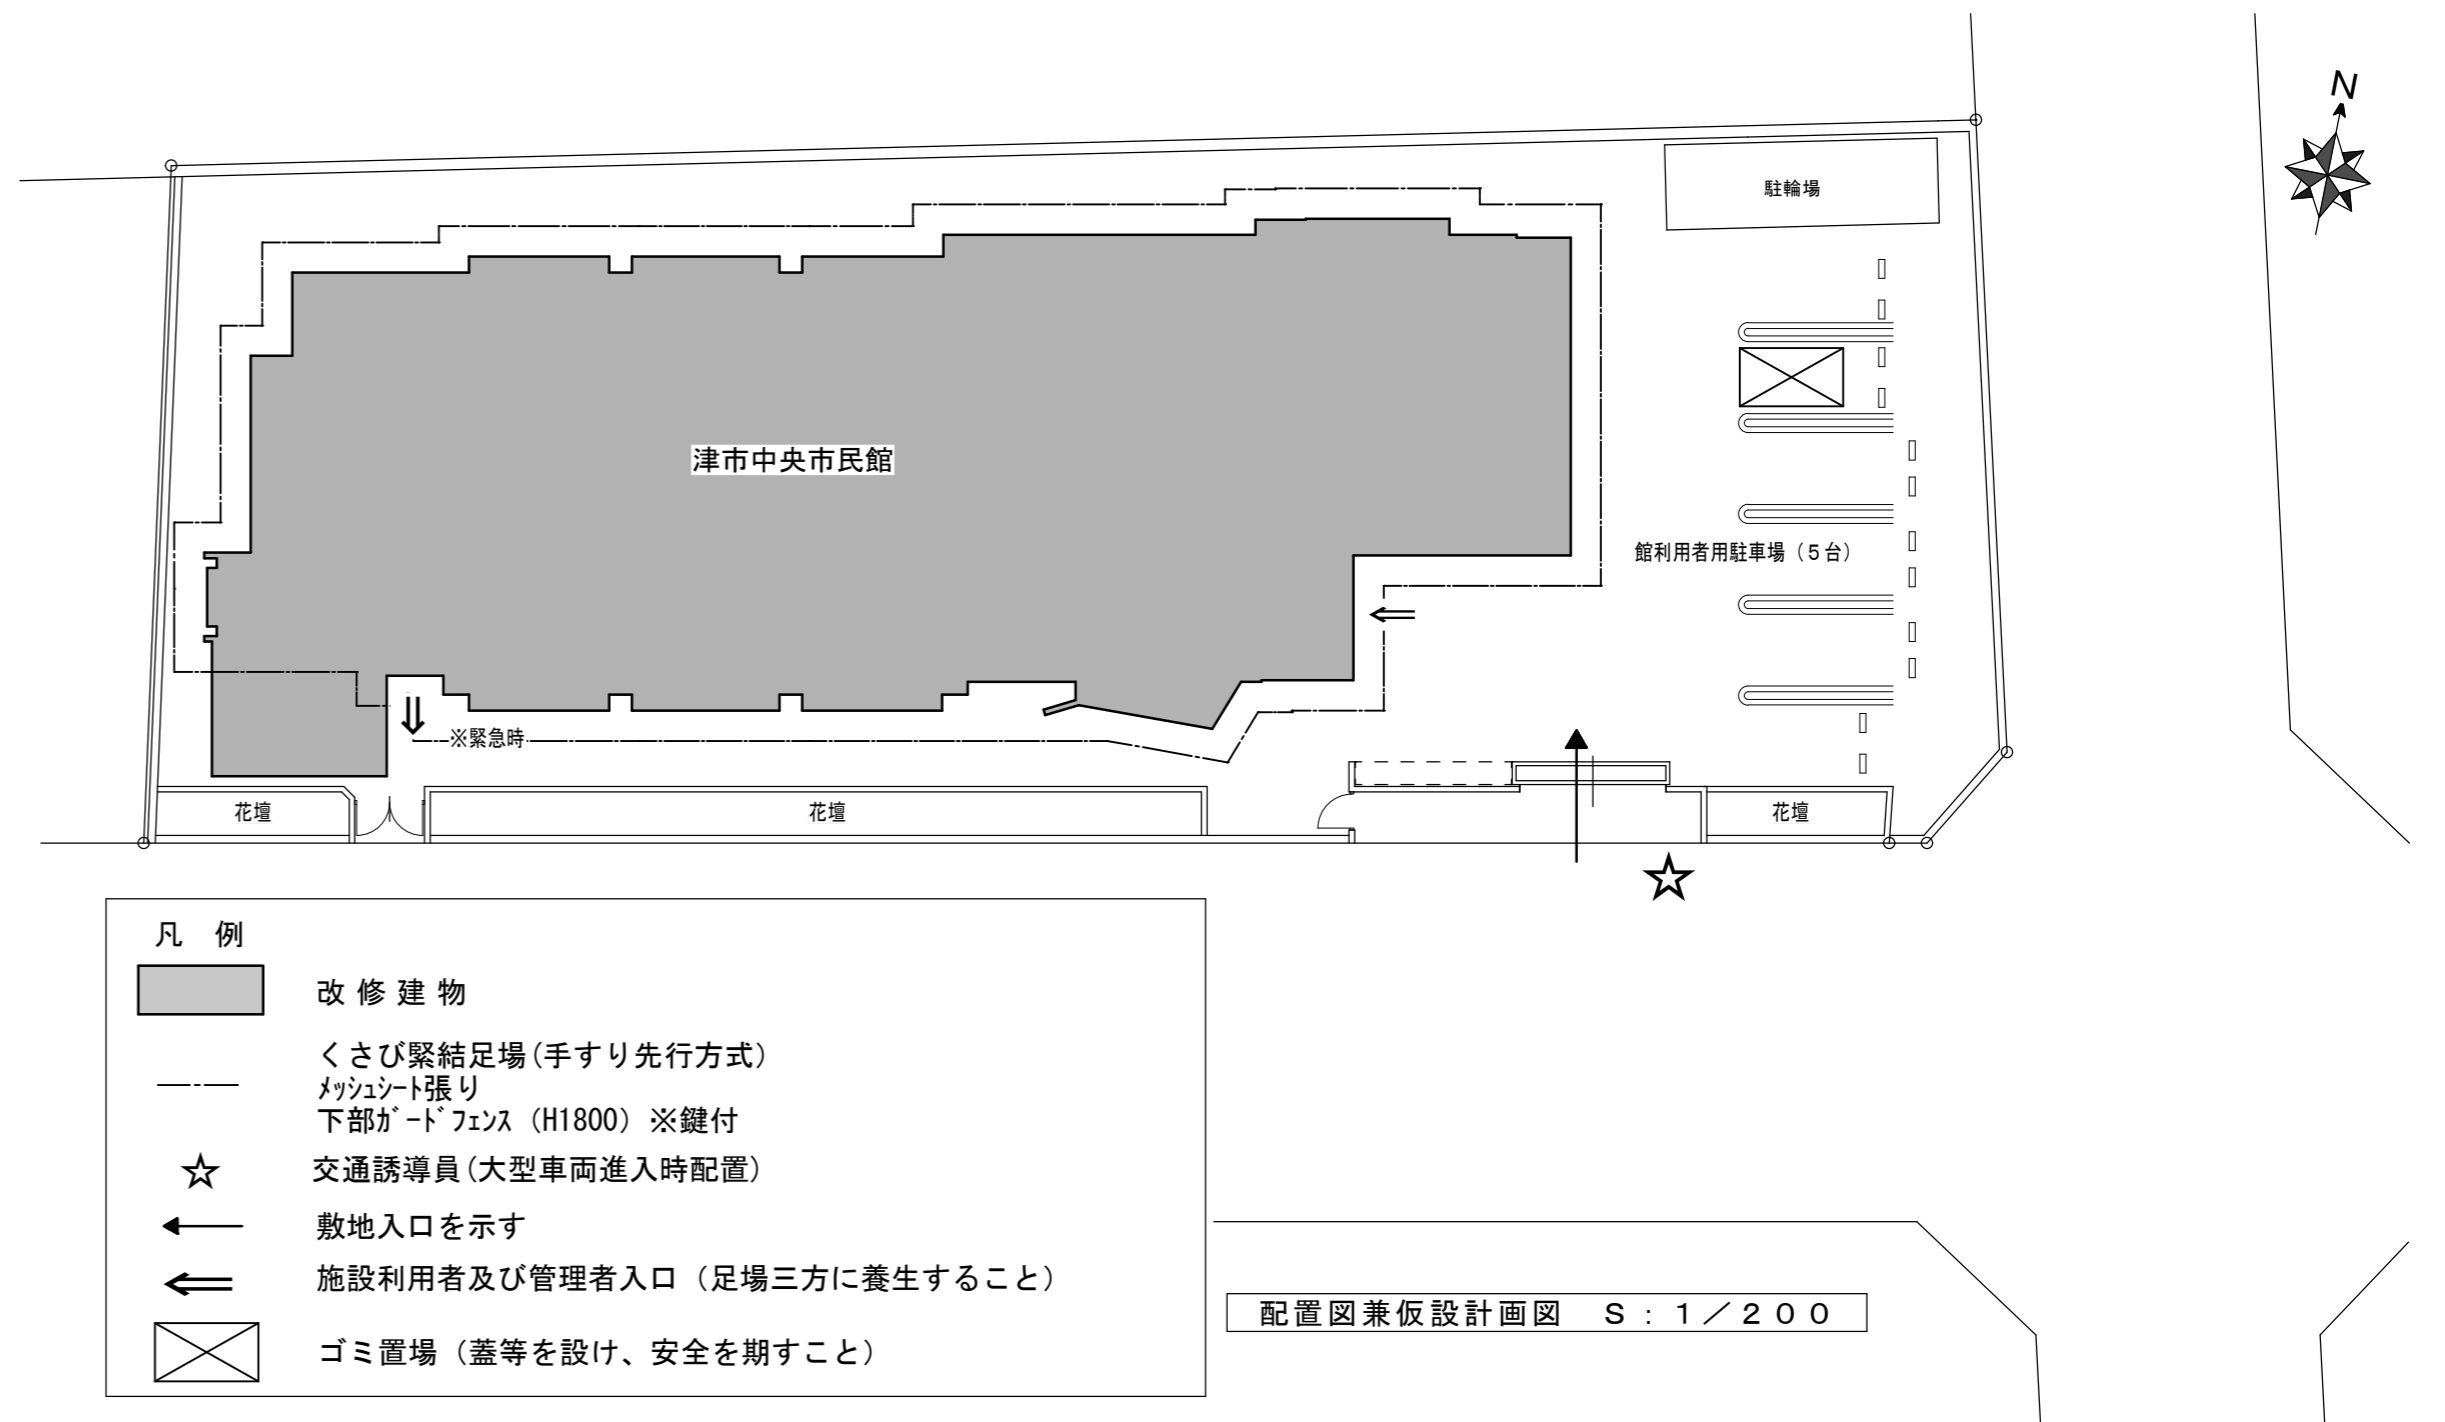 N
駐輪場
津市中央市民館
館利用者用駐車場（５台）
※緊急時
花壇
花壇
花壇
凡　例
改修建物
くさび緊結足場(手すり先行方式)
ﾒｯｼｭｼｰﾄ張り
下部ｶﾞｰﾄﾞﾌｪﾝｽ（H1800）※鍵付
交通誘導員(大型車両進入時配置)
敷地入口を示す
施設利用者及び管理者入口（足場三方に養生すること）
ゴミ置場（蓋等を設け、安全を期すこと）
配置図兼仮設計画図　Ｓ：１／２００